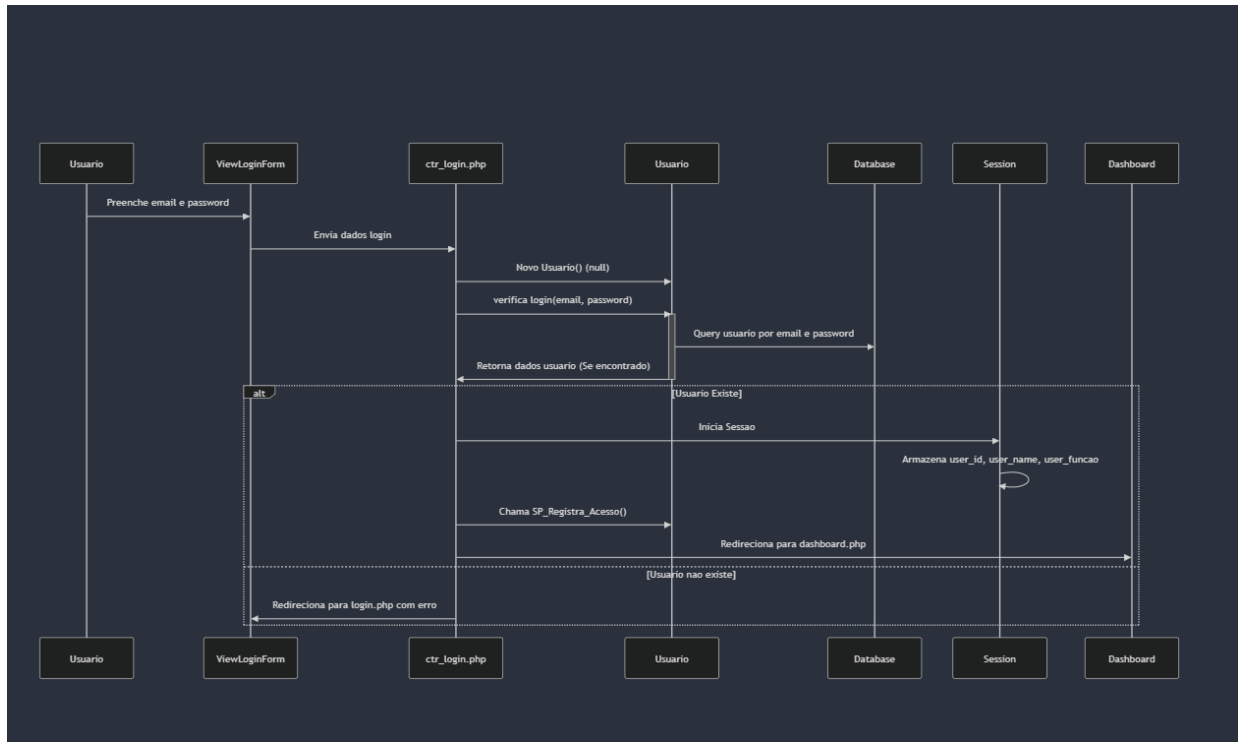 Usuario
ViewLoginForm
ctr_login.php
Usuario
Database
Session
Dashboard
Preenche email e password
Envia dados login
Novo Usuario() (null)
verifica login(email, password)
Query usuario por email e password
Retorna dados usuario (Se encontrado)
alt
[Usuario Existe]
Inicia Sessao
Armazena user_id, user_name, user_funcao
Chama SP_Registra_Acesso()
Redireciona para dashboard.php
[Usuario nao existe]
Redireciona para login.php com erro
Usuario
ViewLoginForm
ctr_login.php
Usuario
Database
Session
Dashboard